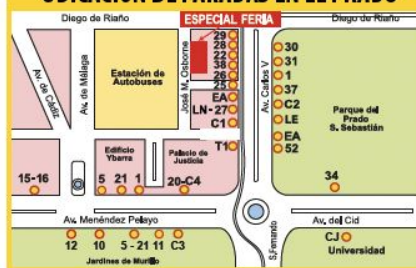 UBICACIÓN DE PARADAS EN EL PRADO
Diego de Riaño
ESPECIAL FERIA
Diego de Riaño
Av. de Cádiz
Av. de Málaga
Estación de
Autobuses
José M. Osborne
29
28
22
38
26
25
EA
LN-27
C1
T1
Av. Carlos V
30
31
1
37
C2
LE
EA
52
Parque del
Prado
S. Sebastián
Edificio
Ybarra
Palacio de
Justicia
15-16
5
21
1
20-C4
34
Av. Menéndez Pelayo
Av. del Cid
12
10
5-21
11
C3
S.Fernando
CJ
Universidad
Jardines de Murillo